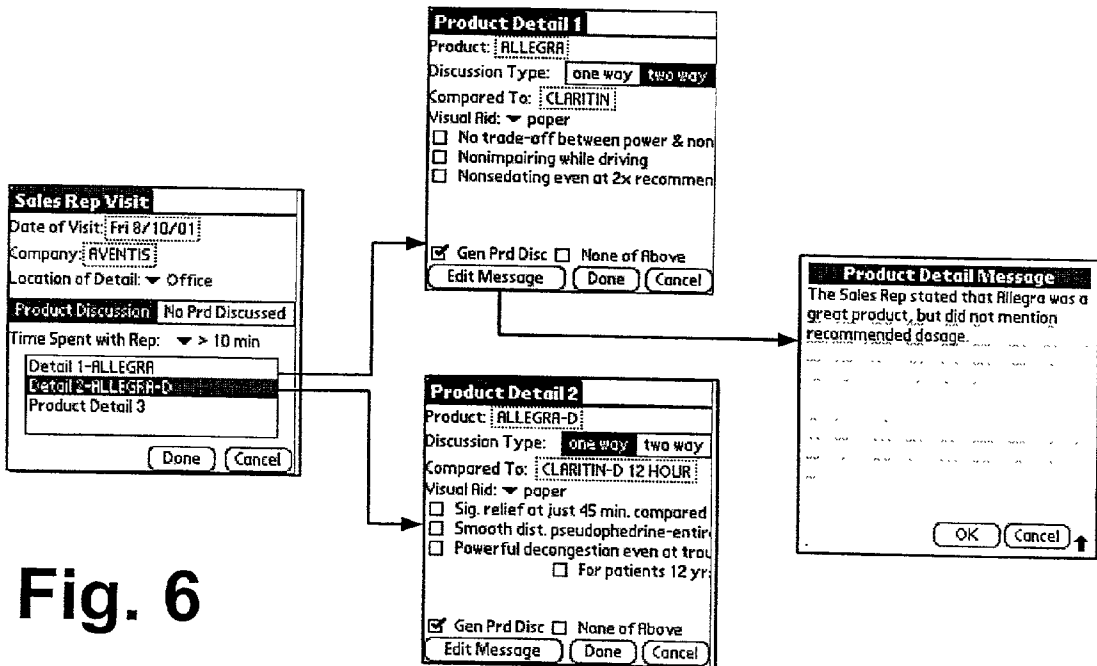 Product Detail 1
Product: ALLEGRA
Discussion Type: one way two way
Compared To: CLARITIN
Visual Aid: paper
No trade-off between power & non
Nonimpairing while driving
Nonsedating even at 2x recommen
Gen Prd Disc None of Above
Edit Message Done Cancel
Sales Rep Visit
Date of Visit: Fri 8/10/01
Company: AVENTIS
Location of Detail: Office
Product Discussion No Prd Discussed
Time Spent with Rep: > 10 min
Detail 1-ALLEGRA
Detail 2-ALLEGRA-D
Product Detail 3
Done Cancel
Product Detail 2
Product: ALLEGRA-D
Discussion Type: one way two way
Compared To: CLARITIN-D 12 HOUR
Visual Aid: paper
Sig. relief at just 45 min. compared
Smooth dist. pseudophedrine-entire
Powerful decongestion even at trou
For patients 12 yr
Gen Prd Disc None of Above
Edit Message Done Cancel
Product Detail Message
The Sales Rep stated that Allegra was a
great product, but did not mention
recommended dosage.
OK Cancel
Fig. 6